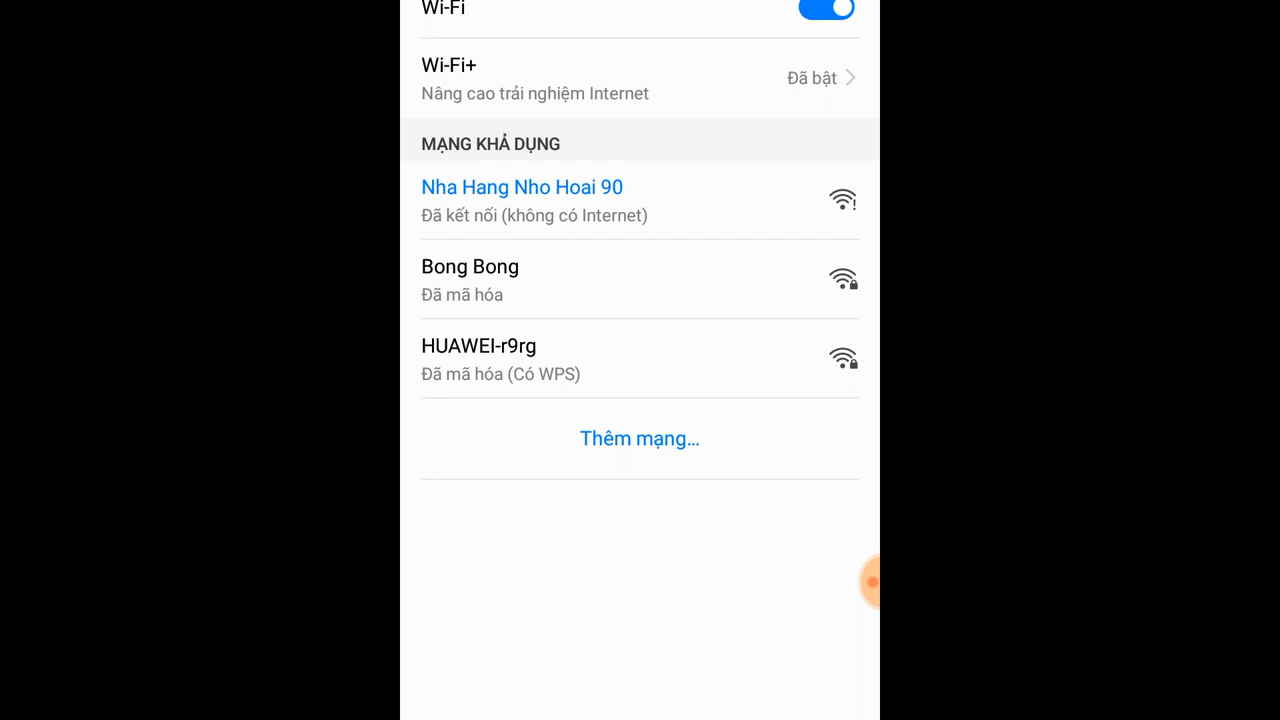 Wi-Fi
Wi-Fi+
Đã bật
Nâng cao trải nghiệm Internet
MẠNG KHẢ DỤNG
Nha Hang Nho Hoai 90
Đã kết nối (không có Internet)
Bong Bong
Đã mã hóa
HUAWEI-r9rg
Đã mã hóa (Có WPS)
Thêm mạng...